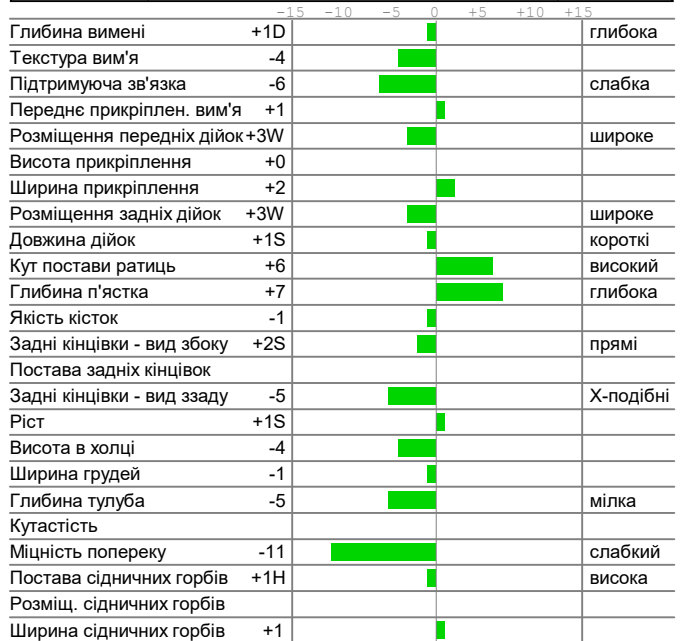 -15 -10 -5 0 +5 +10 +15
Глибина вимені +1D глибока
Текстура вим'я -4
Підтримуюча зв'язка -6 слабка
Переднє прикріплен. вим'я +1
Розміщення передніх дійок +3W широке
Висота прикріплення +0
Ширина прикріплення +2
Розміщення задніх дійок +3W широке
Довжина дійок +1S короткі
Кут постави ратиць +6 високий
Глибина п'ястка +7 глибока
Якість кісток -1
Задні кінцівки - вид збоку +2S прямі
Постава задніх кінцівок
Задні кінцівки - вид ззаду -5 Х-подібні
Ріст +1S
Висота в холці -4
Ширина грудей -1
Глибина тулуба -5 мілка
Кутастість
Міцність попереку -11 слабкий
Постава сідничних горбів +1H висока
Розміщ. сідничних горбів
Ширина сідничних горбів +1